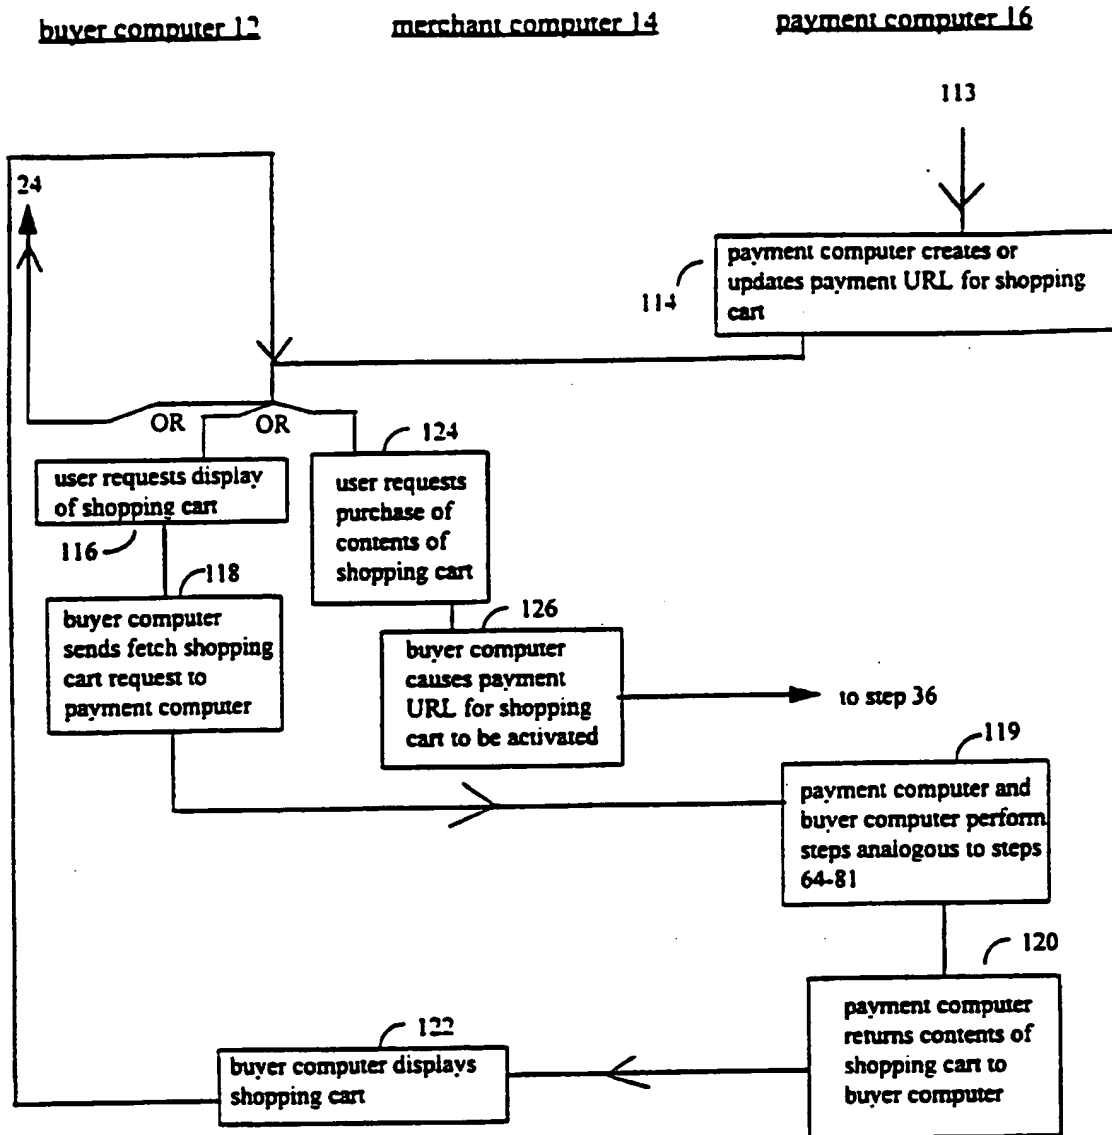 buyer computer 12
merchant computer 14
payment computer 16
113
24
payment computer creates or
updates payment URL for shopping
cart
114
OR
OR
124
user requests display
of shopping cart
116
user requests
purchase of
contents of
shopping cart
118
buyer computer
sends fetch shopping
cart request to
payment computer
126
buyer computer
causes payment
URL for shopping
cart to be activated
to step 36
119
payment computer and
buyer computer perform
steps analogous to steps
64-81
120
payment computer
returns contents of
shopping cart to
buyer computer
122
buyer computer displays
shopping cart